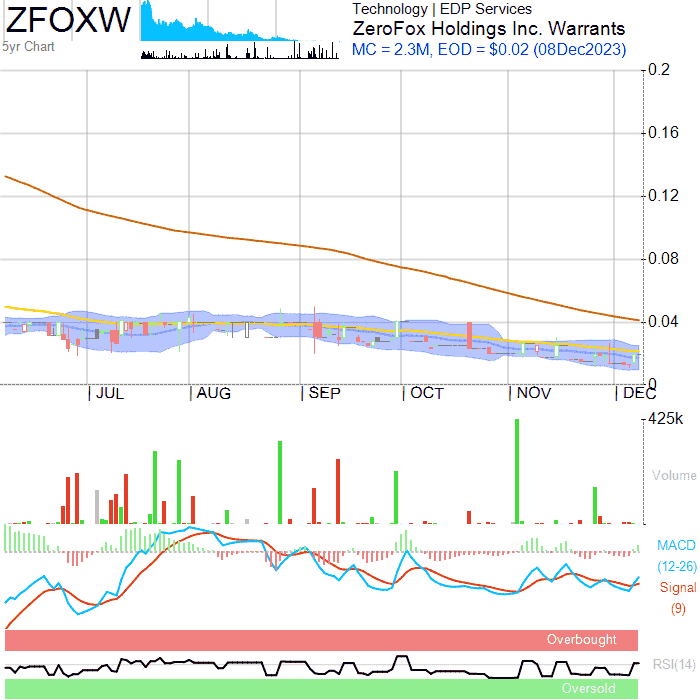 ZFOXW
5yr Chart
Technology | EDP Services
ZeroFox Holdings Inc. Warrants
MC = 2.3M, EOD = $0.02 (08Dec2023)
0.2
0.16
0.12
0.08
0.04
0
JUL AUG SEP OCT NOV DEC
425k
Volume
MACD
(12-26)
Signal
(9)
Overbought
RSI(14)
Oversold